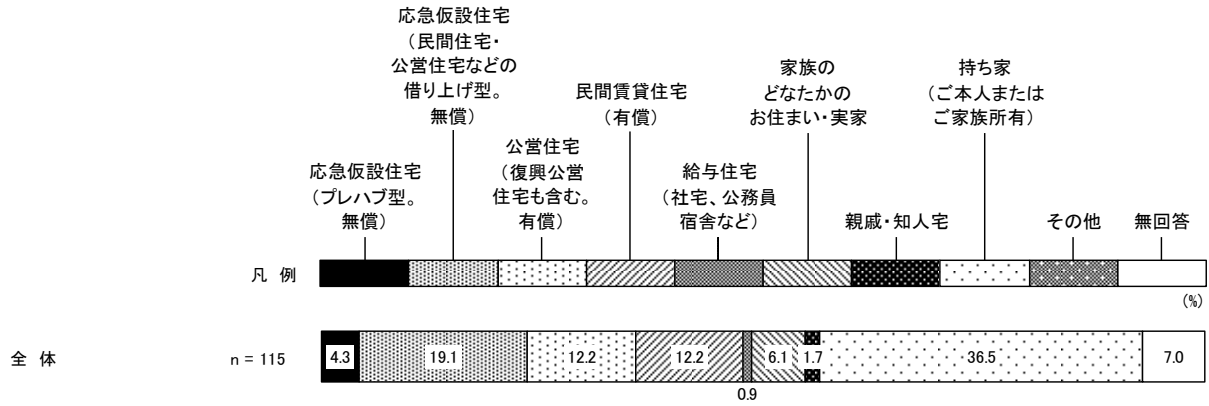 応急仮設住宅
（プレハブ型。
無償）
応急仮設住宅
（民間住宅・
公営住宅などの
借り上げ型。
無償）
公営住宅
（復興公営
住宅も含む。
有償）
民間賃貸住宅
（有償）
給与住宅
（社宅、公務員
宿舎など）
家族の
どなたかの
お住まい・実家
親戚・知人宅
持ち家
（ご本人または
ご家族所有）
その他
無回答
凡 例
(%)
全 体
n = 115
4.3
19.1
12.2
12.2
0.9
6.1
1.7
36.5
7.0